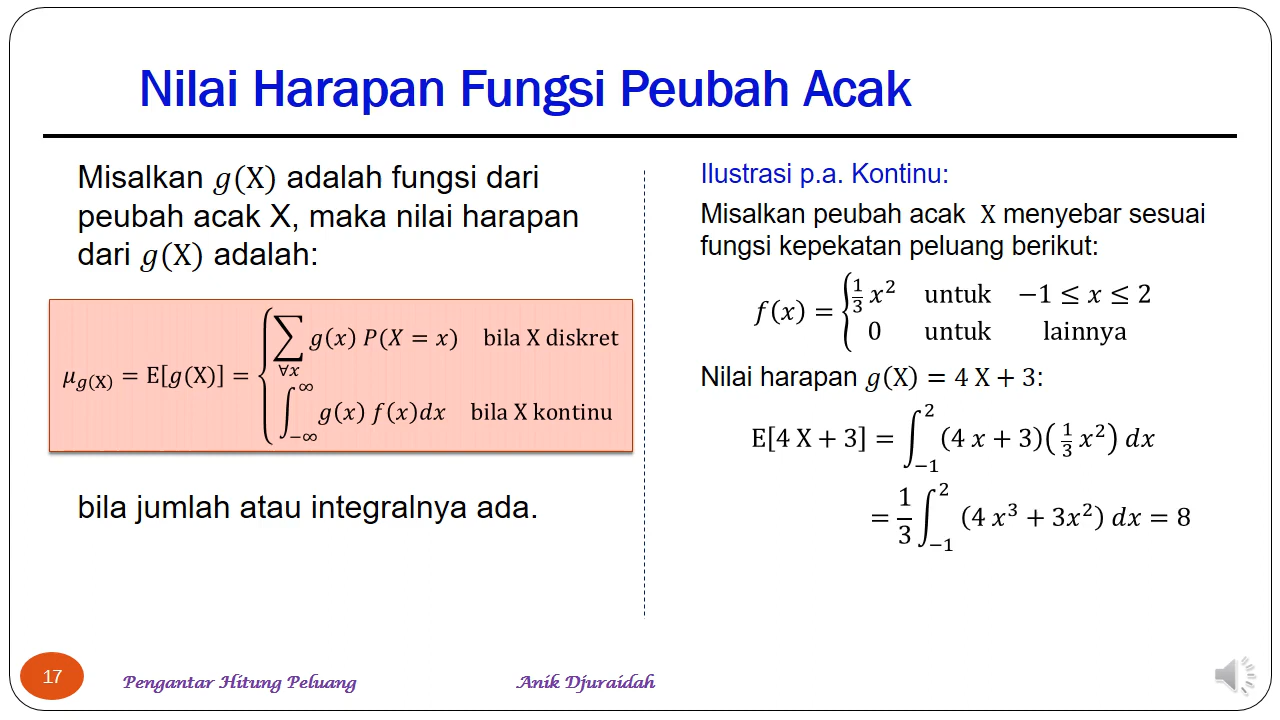 Nilai Harapan Fungsi Peubah Acak
Misalkan g(X) adalah fungsi dari
peubah acak X, maka nilai harapan
dari g(X) adalah:
μ_{g(X)} = E[g(X)] = { ∑_{∀x} g(x) P(X = x) bila X diskret
∫_{−∞}^{∞} g(x) f(x)dx bila X kontinu
bila jumlah atau integralnya ada.
Ilustrasi p.a. Kontinu:
Misalkan peubah acak X menyebar sesuai
fungsi kepekatan peluang berikut:
f(x) = { 1/3 x² untuk −1 ≤ x ≤ 2
0 untuk lainnya
Nilai harapan g(X) = 4 X + 3:
E[4 X + 3] = ∫_{−1}^{2} (4 x + 3)(1/3 x²) dx
= 1/3 ∫_{−1}^{2} (4 x³ + 3x²) dx = 8
17 Pengantar Hitung Peluang Anik Djuraidah